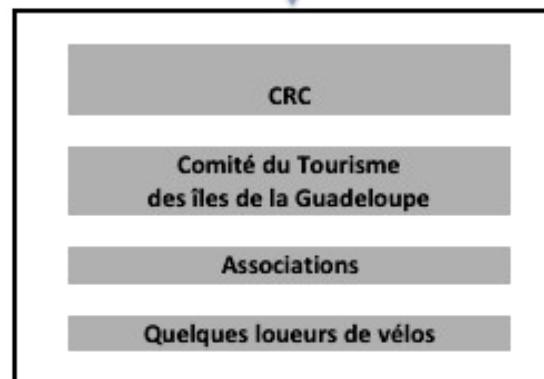 CRC
Comité du Tourisme
des îles de la Guadeloupe
Associations
Quelques loueurs de vélos